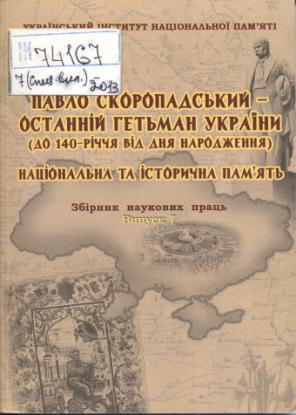 УКРАЇНСЬКИЙ ІНСТИТУТ НАЦІОНАЛЬНОЇ ПАМ'ЯТІ
74167
7 (Спец вип.) 2013
ПАВЛО СКОРОПАДСЬКИЙ –
ОСТАННІЙ ГЕТЬМАН УКРАЇНИ
(ДО 140-РІЧЧЯ ВІД ДНЯ НАРОДЖЕННЯ)
НАЦІОНАЛЬНА ТА ІСТОРИЧНА ПАМ'ЯТЬ
Збірник наукових праць
Випуск 7